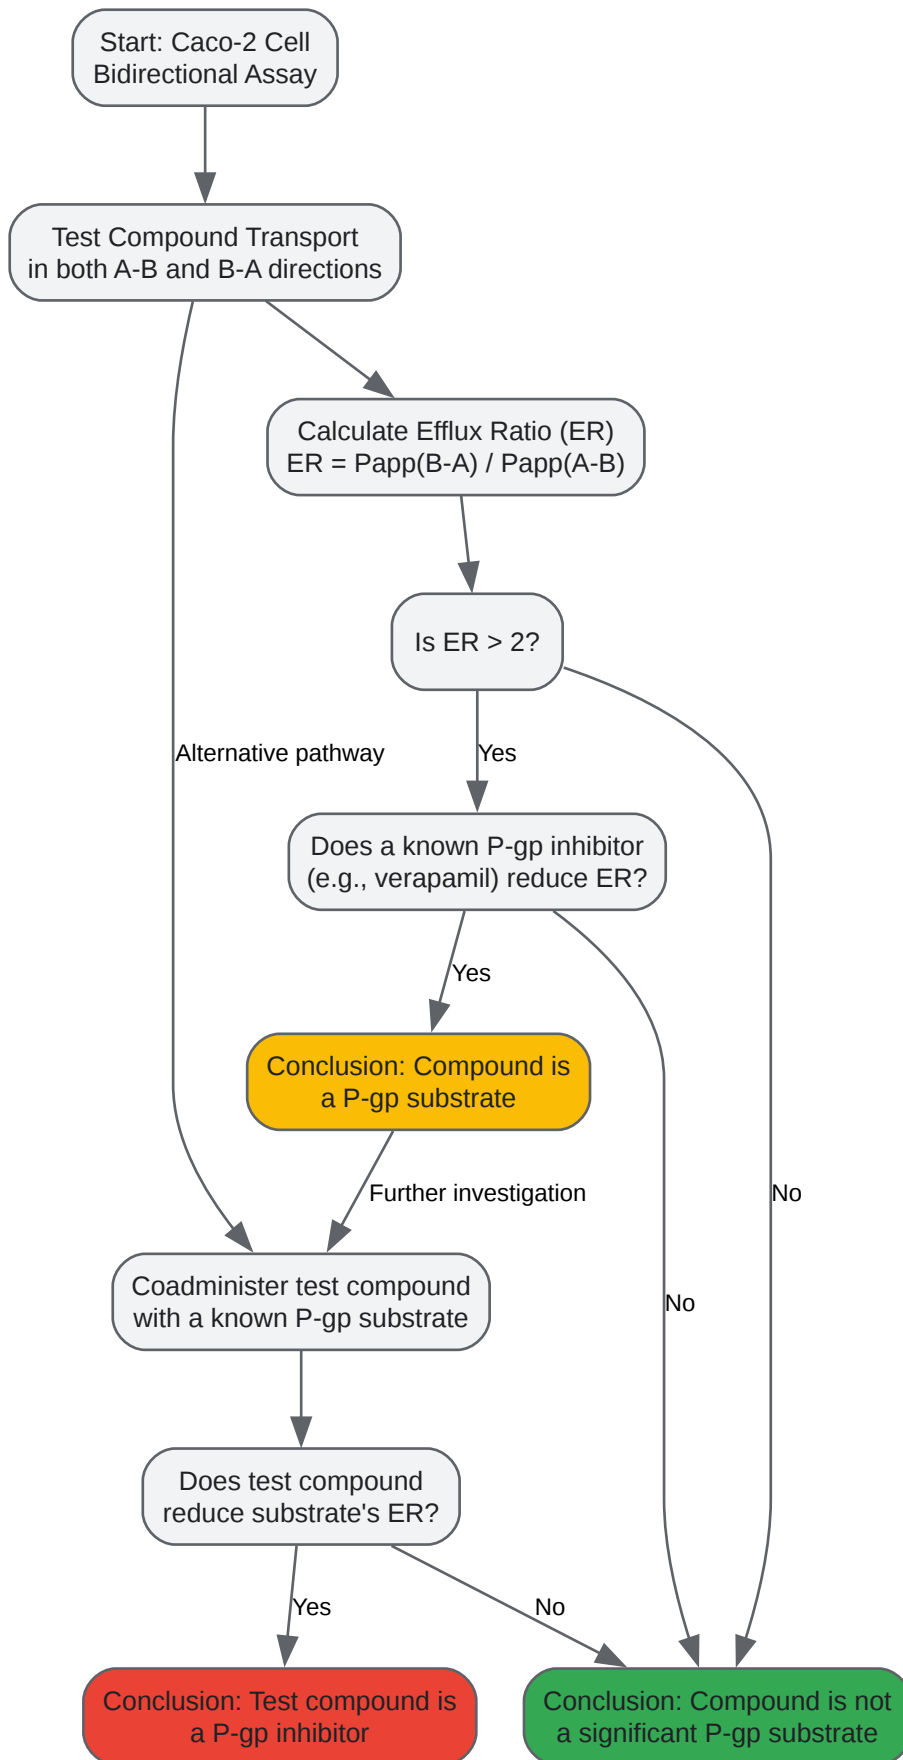 Start: Caco-2 Cell
Bidirectional Assay
Test Compound Transport
in both A-B and B-A directions
Calculate Efflux Ratio (ER)
ER = Papp(B-A) / Papp(A-B)
Is ER > 2?
Alternative pathway
Yes
Does a known P-gp inhibitor
(e.g., verapamil) reduce ER?
Yes
Conclusion: Compound is
a P-gp substrate
Further investigation
No
Coadminister test compound
with a known P-gp substrate
No
Does test compound
reduce substrate's ER?
Yes
No
Conclusion: Test compound is
a P-gp inhibitor
Conclusion: Compound is not
a significant P-gp substrate